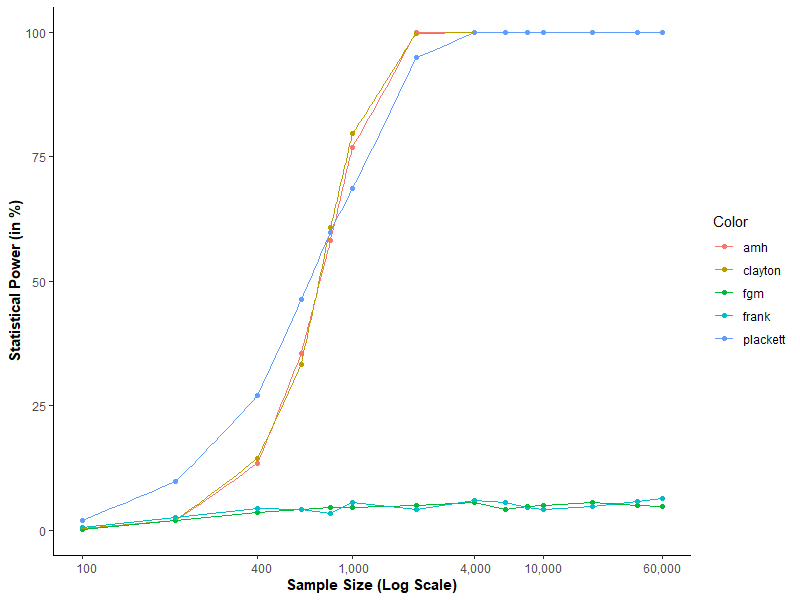 Statistical Power (in %)
100
75
50
25
0
100
400
1,000
4,000
10,000
60,000
Sample Size (Log Scale)
Color
amh
clayton
fgm
frank
plackett